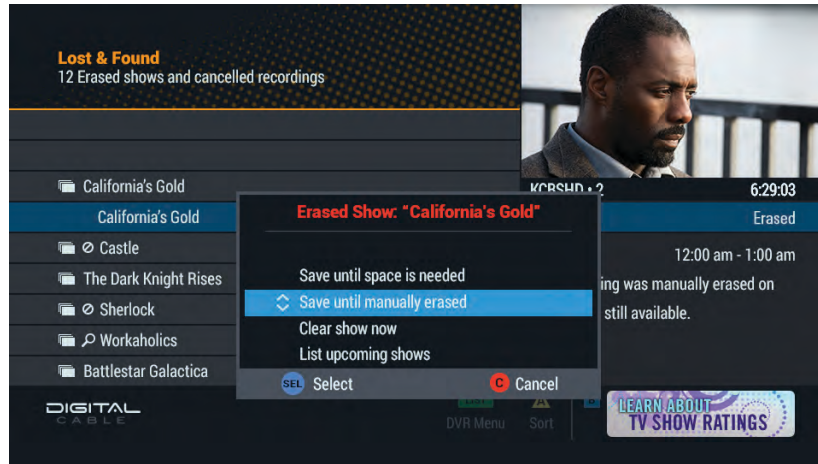 Lost & Found
12 Erased shows and cancelled recordings
California's Gold
KCBSHD • 2 6:29:03
California's Gold
Erased
Erased Show: "California's Gold"
Castle
12:00 am - 1:00 am
The Dark Knight Rises
Save until space is needed
ing was manually erased on
Sherlock
Save until manually erased
still available.
Workaholics
Clear show now
Battlestar Galactica
List upcoming shows
SEL Select
C Cancel
DIGITAL
CABLE
DVR Menu
A
Sort
LEARN ABOUT
TV SHOW RATINGS